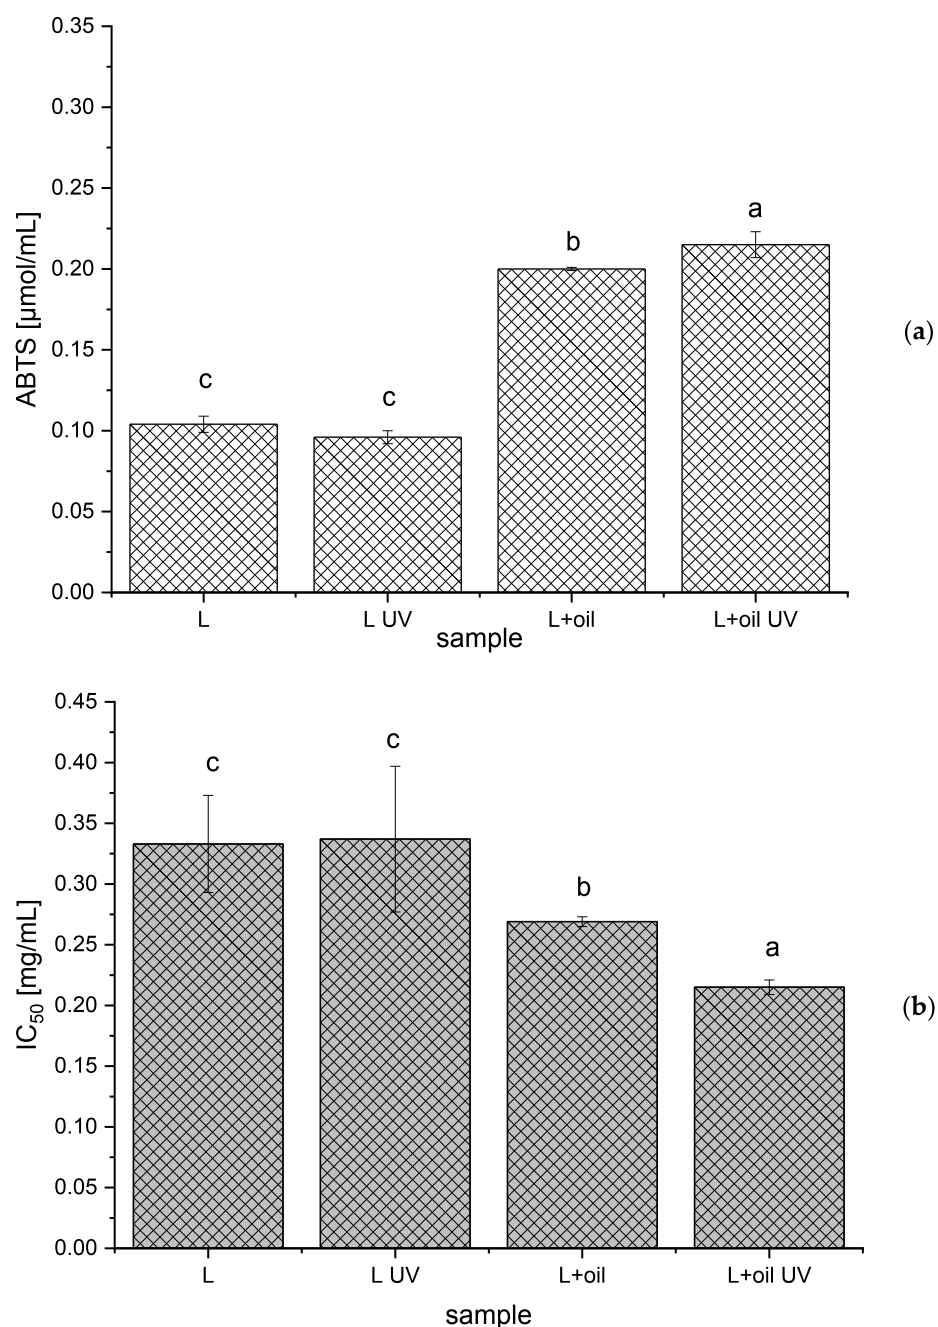 0.35
0.30
0.25
0.20
0.15
0.10
0.05
0.00
ABTS [μmol/mL]
c
c
b
a
L
L UV
L+oil
L+oil UV
sample
(a)
0.45
0.40
0.35
0.30
0.25
0.20
0.15
0.10
0.05
0.00
IC50 [mg/mL]
c
c
b
a
L
L UV
L+oil
L+oil UV
sample
(b)